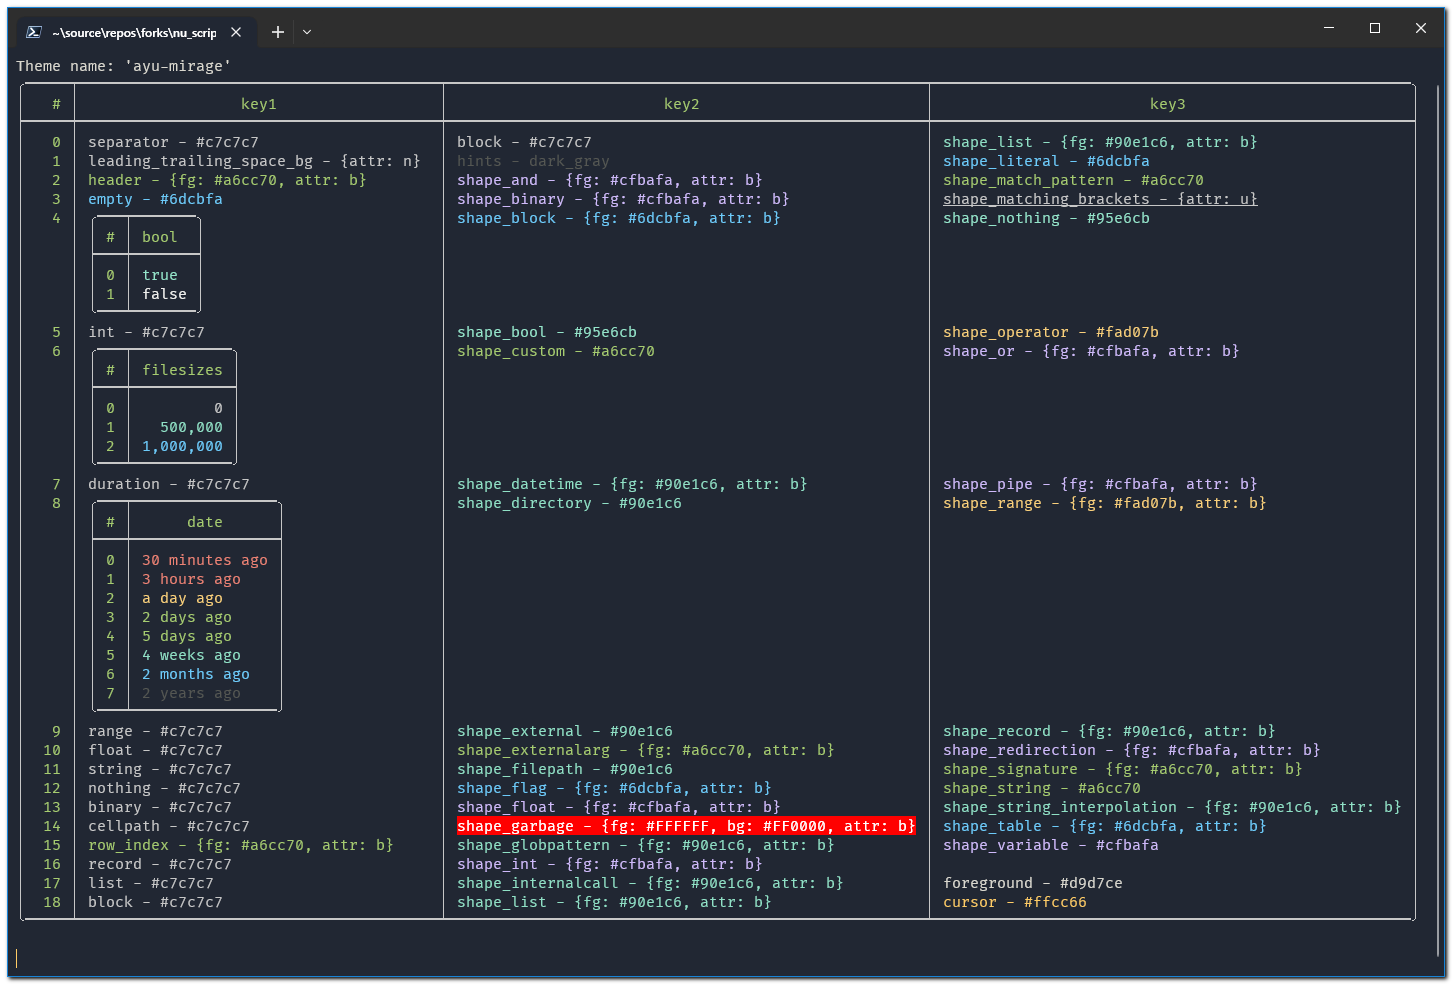 ~\source\repos\forks\nu_scrip
Theme name: 'ayu-mirage'
# key1 key2 key3
0 separator - #c7c7c7 block - #c7c7c7 shape_list - {fg: #90e1c6, attr: b}
1 leading_trailing_space_bg - {attr: n} hints - dark_gray shape_literal - #6dcbfa
2 header - {fg: #a6cc70, attr: b} shape_and - {fg: #cfbafa, attr: b} shape_match_pattern - #a6cc70
3 empty - #6dcbfa shape_binary - {fg: #cfbafa, attr: b} shape_matching_brackets - {attr: u}
4 shape_block - {fg: #6dcbfa, attr: b} shape_nothing - #95e6cb
# bool
0 true
1 false
5 int - #c7c7c7 shape_bool - #95e6cb shape_operator - #fad07b
6 shape_custom - #a6cc70 shape_or - {fg: #cfbafa, attr: b}
# filesizes
0 0
1 500,000
2 1,000,000
7 duration - #c7c7c7 shape_datetime - {fg: #90e1c6, attr: b} shape_pipe - {fg: #cfbafa, attr: b}
8 shape_directory - #90e1c6 shape_range - {fg: #fad07b, attr: b}
# date
0 30 minutes ago
1 3 hours ago
2 a day ago
3 2 days ago
4 5 days ago
5 4 weeks ago
6 2 months ago
7 2 years ago
9 range - #c7c7c7 shape_external - #90e1c6 shape_record - {fg: #90e1c6, attr: b}
10 float - #c7c7c7 shape_externalarg - {fg: #a6cc70, attr: b} shape_redirection - {fg: #cfbafa, attr: b}
11 string - #c7c7c7 shape_filepath - #90e1c6 shape_signature - {fg: #a6cc70, attr: b}
12 nothing - #c7c7c7 shape_flag - {fg: #6dcbfa, attr: b} shape_string - #a6cc70
13 binary - #c7c7c7 shape_float - {fg: #cfbafa, attr: b} shape_string_interpolation - {fg: #90e1c6, attr: b}
14 cellpath - #c7c7c7 shape_garbage - {fg: #FFFFFF, bg: #FF0000, attr: b} shape_table - {fg: #6dcbfa, attr: b}
15 row_index - {fg: #a6cc70, attr: b} shape_globpattern - {fg: #90e1c6, attr: b} shape_variable - #cfbafa
16 record - #c7c7c7 shape_int - {fg: #cfbafa, attr: b}
17 list - #c7c7c7 shape_internalcall - {fg: #90e1c6, attr: b} foreground - #d9d7ce
18 block - #c7c7c7 shape_list - {fg: #90e1c6, attr: b} cursor - #ffcc66